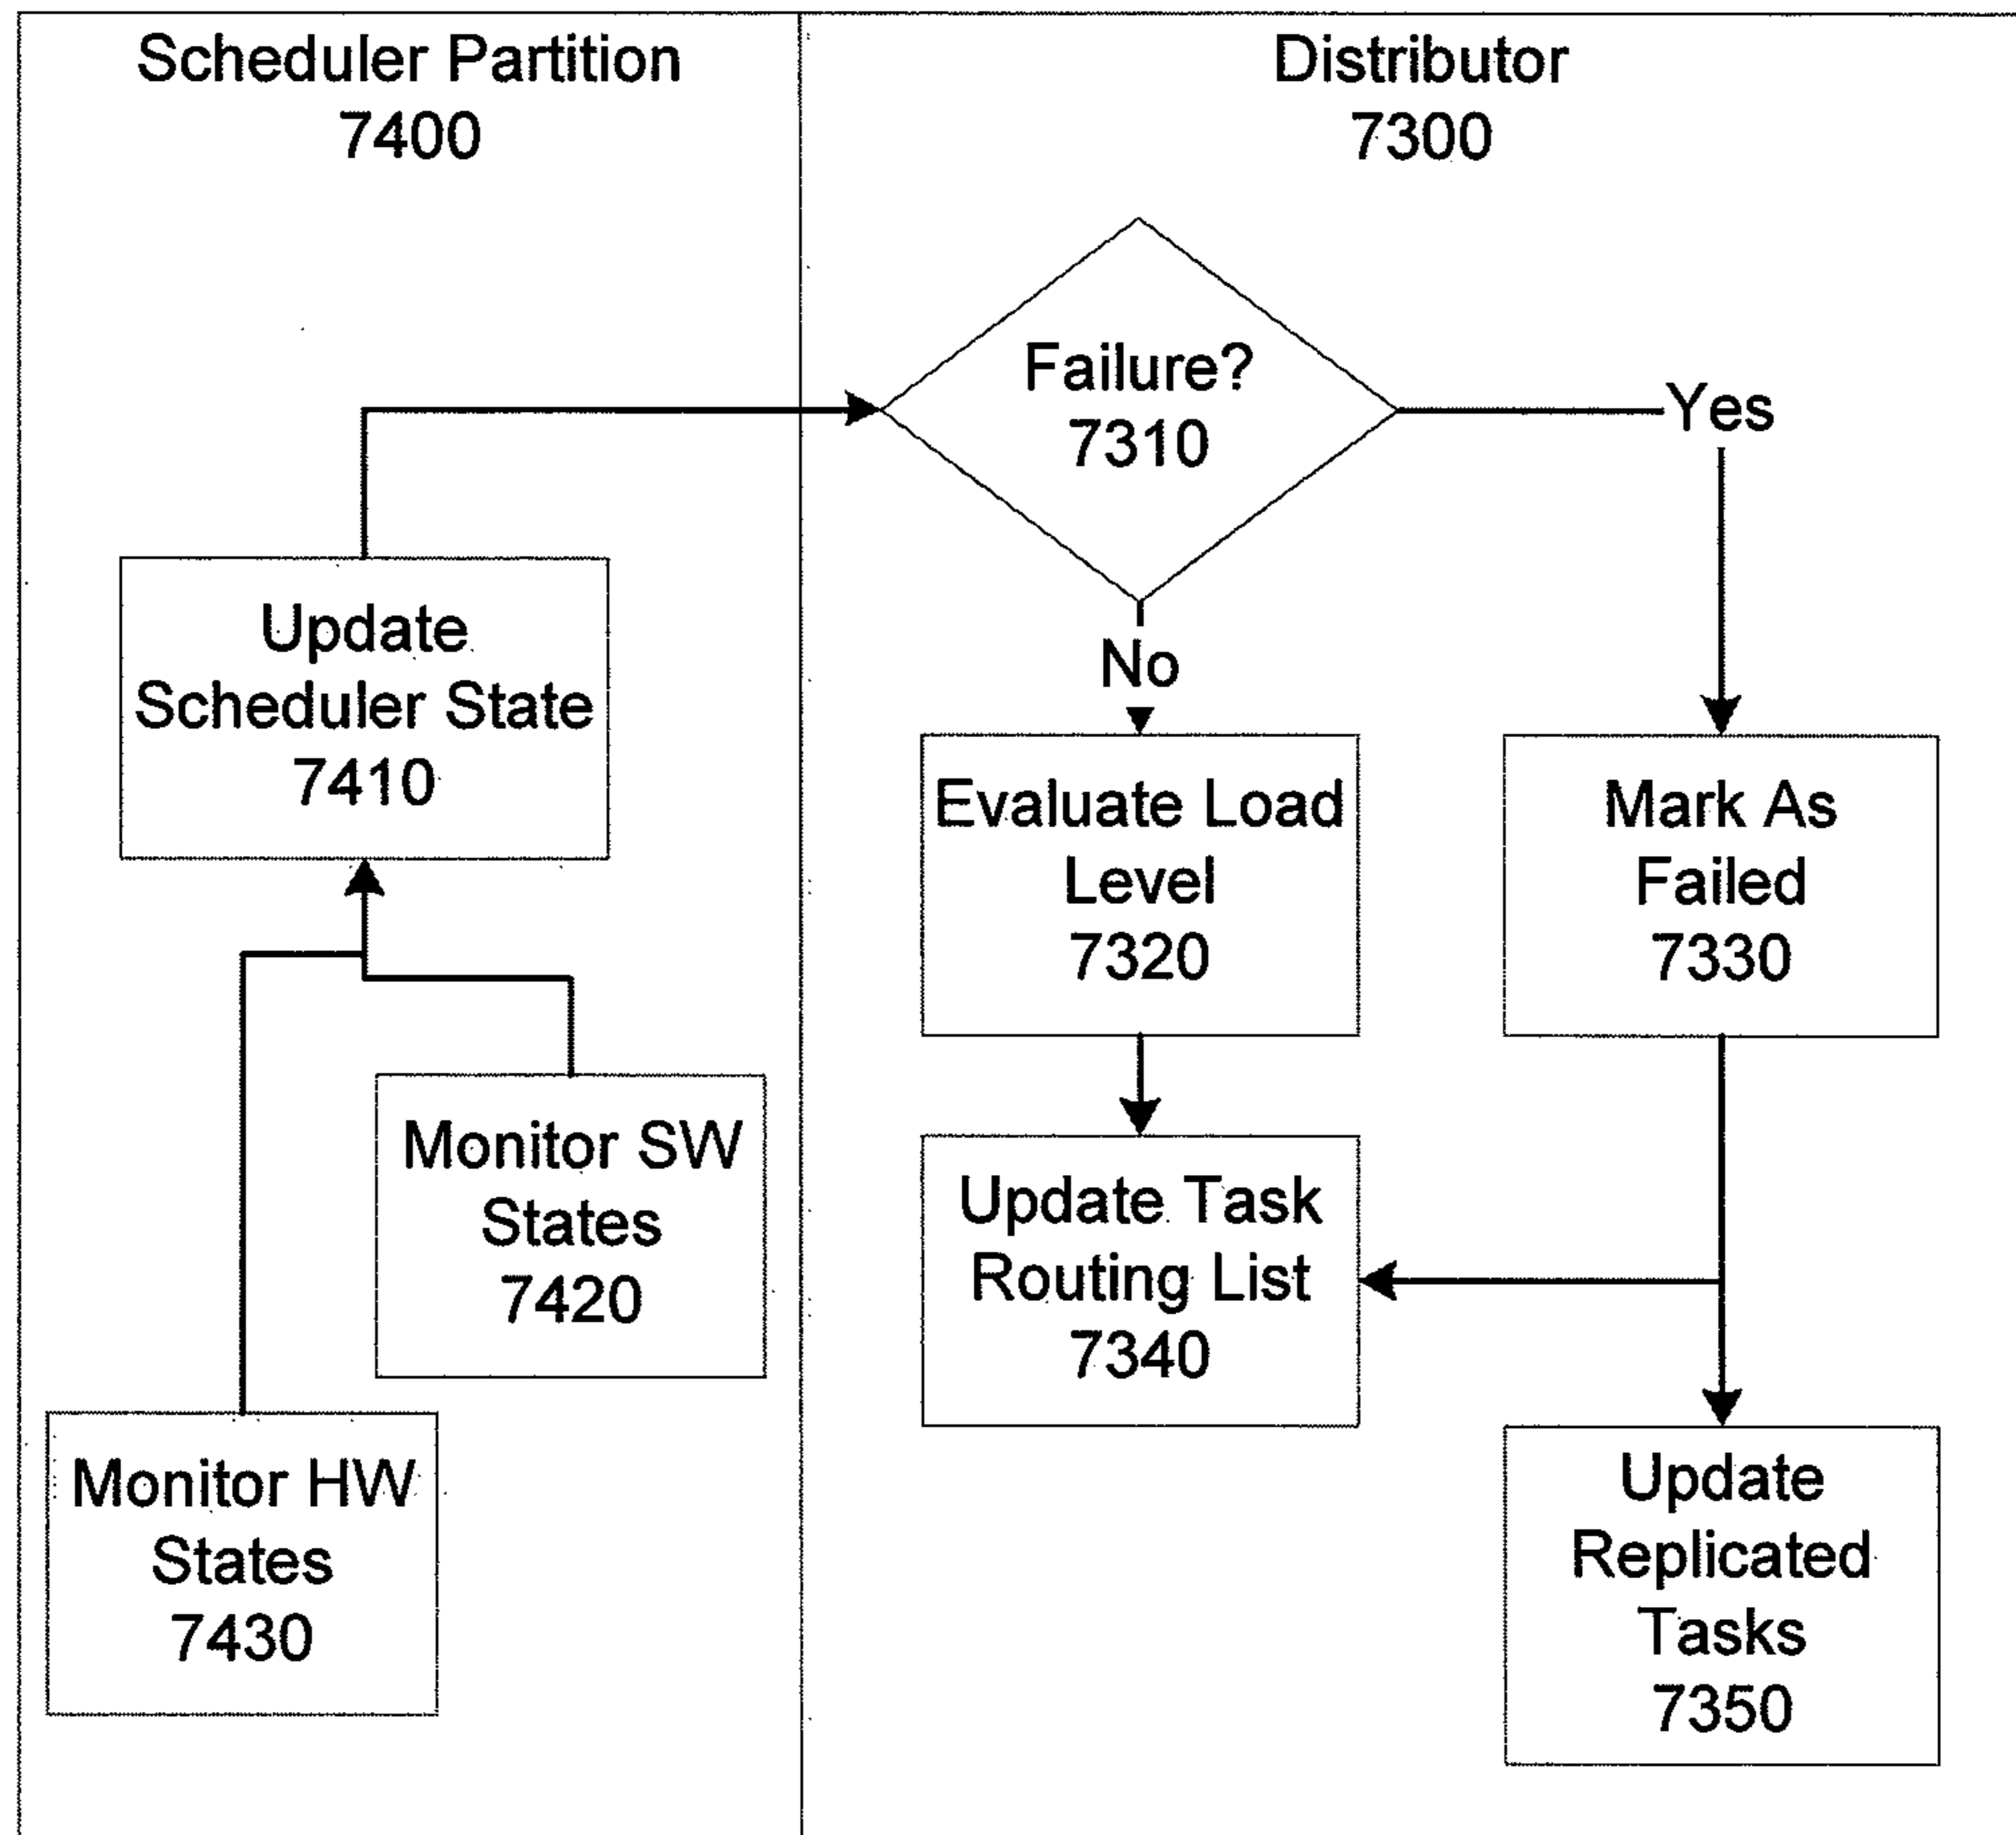 Scheduler Partition
7400
Distributor
7300
Failure?
7310
Yes
No
Update
Scheduler State
7410
Evaluate Load
Level
7320
Mark As
Failed
7330
Monitor SW
States
7420
Update Task
Routing List
7340
Monitor HW
States
7430
Update
Replicated
Tasks
7350